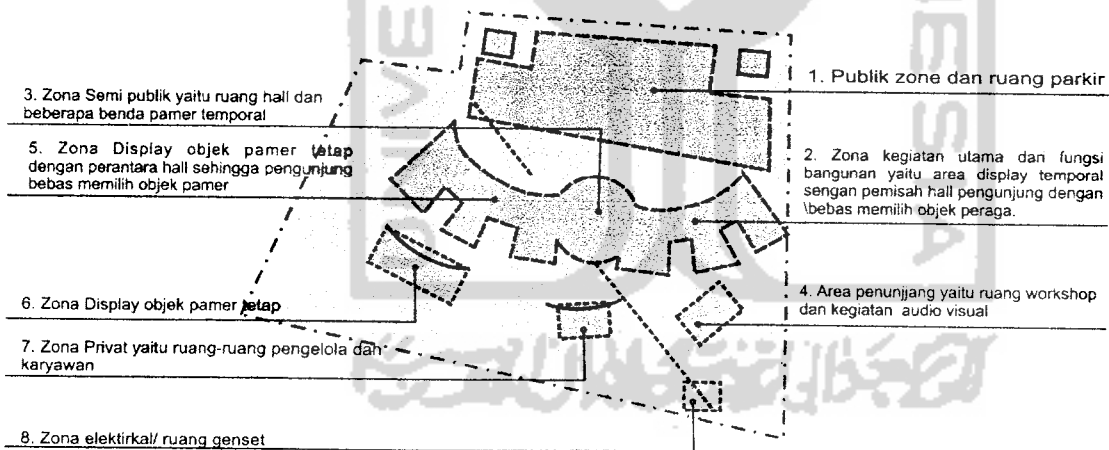 3. Zona Semi publik yaitu ruang hall dan
beberapa benda pamer temporal
5. Zona Display objek pamer tetap
dengan perantara hall sehingga pengunjung
bebas memilih objek pamer
6. Zona Display objek pamer tetap
7. Zona Privat yaitu ruang-ruang pengelola dan
karyawan
8. Zona elektirkal/ ruang genset
1. Publik zone dan ruang parkir
2. Zona kegiatan utama dan fungsi
bangunan yaitu area display temporal
sengan pemisah hall pengunjung dengan
\bebas memilih objek peraga.
4. Area penunjjang yaitu ruang workshop
dan kegiatan audio visual